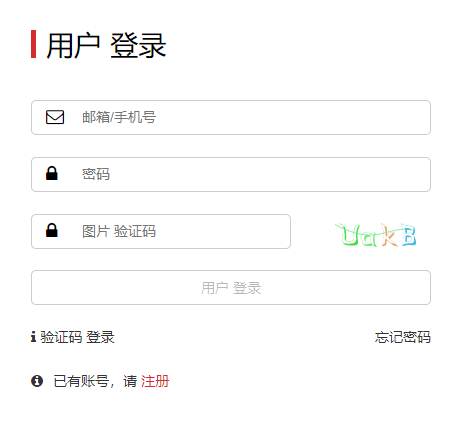 用户 登录
邮箱/手机号
密码
图片 验证码
UakB
用户 登录
验证码 登录
忘记密码
已有账号，请 注册